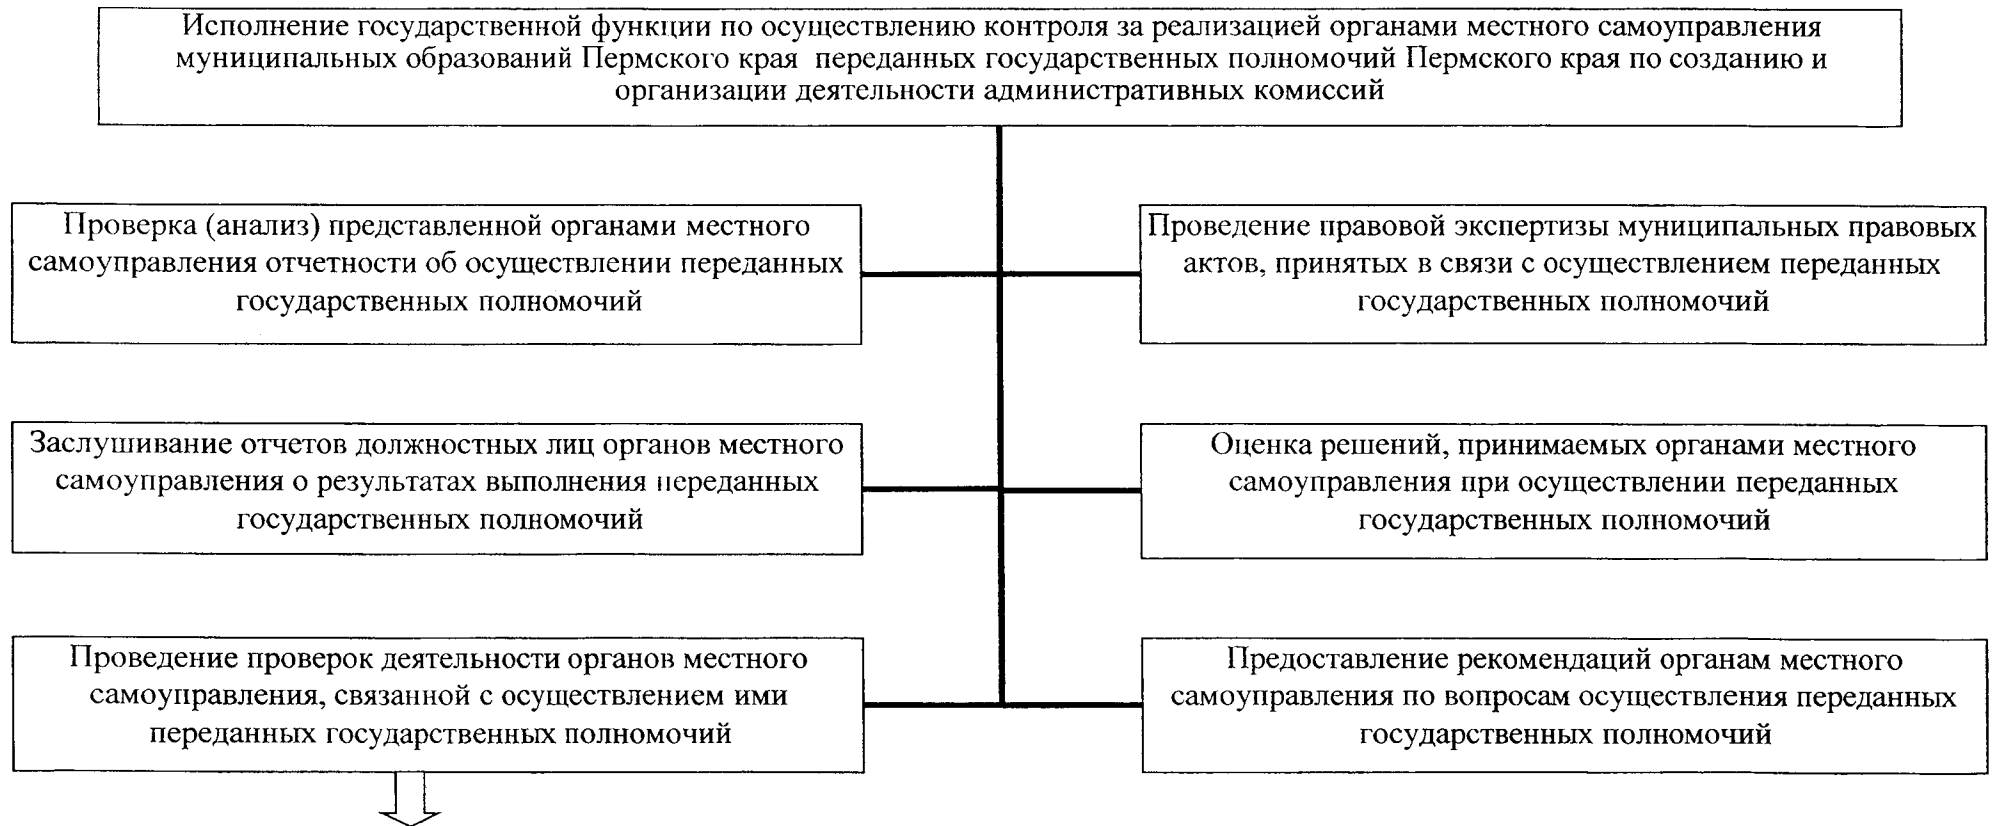 Исполнение государственной функции по осуществлению контроля за реализацией органами местного самоуправления
муниципальных образований Пермского края переданных государственных полномочий Пермского края по созданию и
организации деятельности административных комиссий
Проверка (анализ) представленной органами местного
самоуправления отчетности об осуществлении переданных
государственных полномочий
Проведение правовой экспертизы муниципальных правовых
актов, принятых в связи с осуществлением переданных
государственных полномочий
Заслушивание отчетов должностных лиц органов местного
самоуправления о результатах выполнения переданных
государственных полномочий
Оценка решений, принимаемых органами местного
самоуправления при осуществлении переданных
государственных полномочий
Проведение проверок деятельности органов местного
самоуправления, связанной с осуществлением ими
переданных государственных полномочий
Предоставление рекомендаций органам местного
самоуправления по вопросам осуществления переданных
государственных полномочий